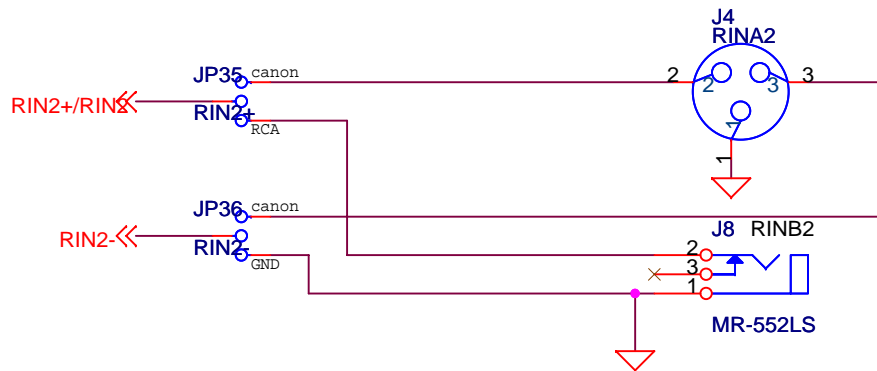 J4
RINA2
JP35 canon
2 2 3 3
RIN2+/RIN2
RIN2+
RCA
1
1
JP36 canon
RIN2-
RIN2-
GND
J8 RINB2
2
3
1
MR-552LS